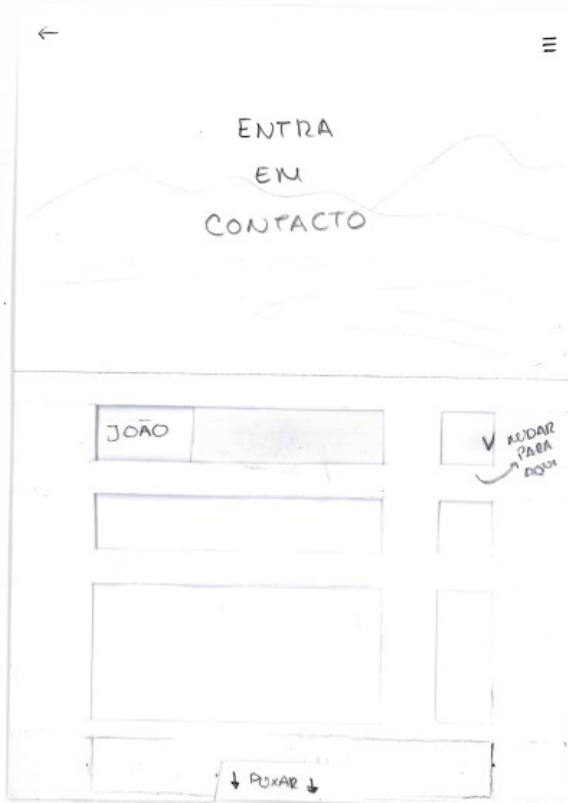 ←
≡
ENTRA
EM
CONTACTO
JOÃO
V
MUDAR
PARA
AQUI
↓ PUXAR ↓